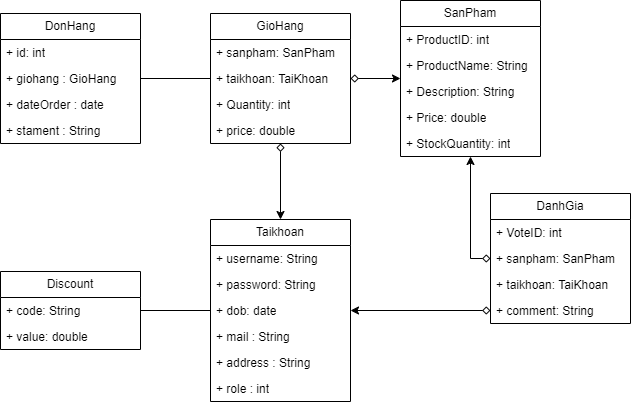 DonHang
+ id: int
+ giohang : GioHang
+ dateOrder : date
+ stament : String
GioHang
+ sanpham: SanPham
+ taikhoan: TaiKhoan
+ Quantity: int
+ price: double
SanPham
+ ProductID: int
+ ProductName: String
+ Description: String
+ Price: double
+ StockQuantity: int
Taikhoan
+ username: String
+ password: String
+ dob: date
+ mail : String
+ address : String
+ role : int
DanhGia
+ VoteID: int
+ sanpham: SanPham
+ taikhoan: TaiKhoan
+ comment: String
Discount
+ code: String
+ value: double